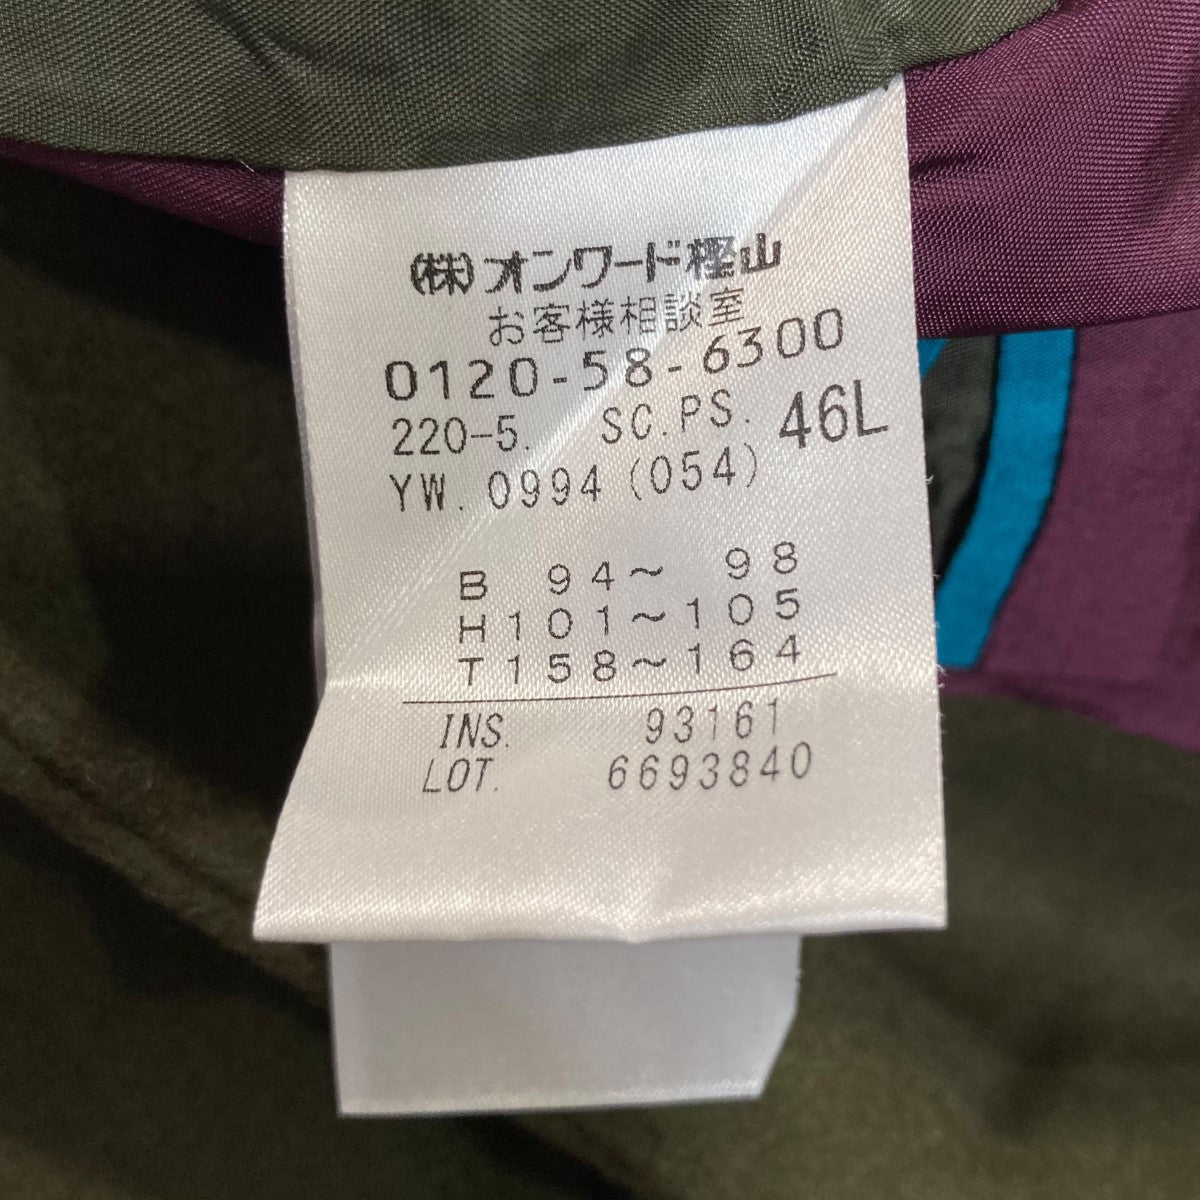 (株)オンワード樫山
お客様相談室
0120-58-6300
220-5. SC.PS. 46L
YW. 0994 (054)
B 94～ 98
H101～105
T158～164
INS. 93161
LOT. 6693840